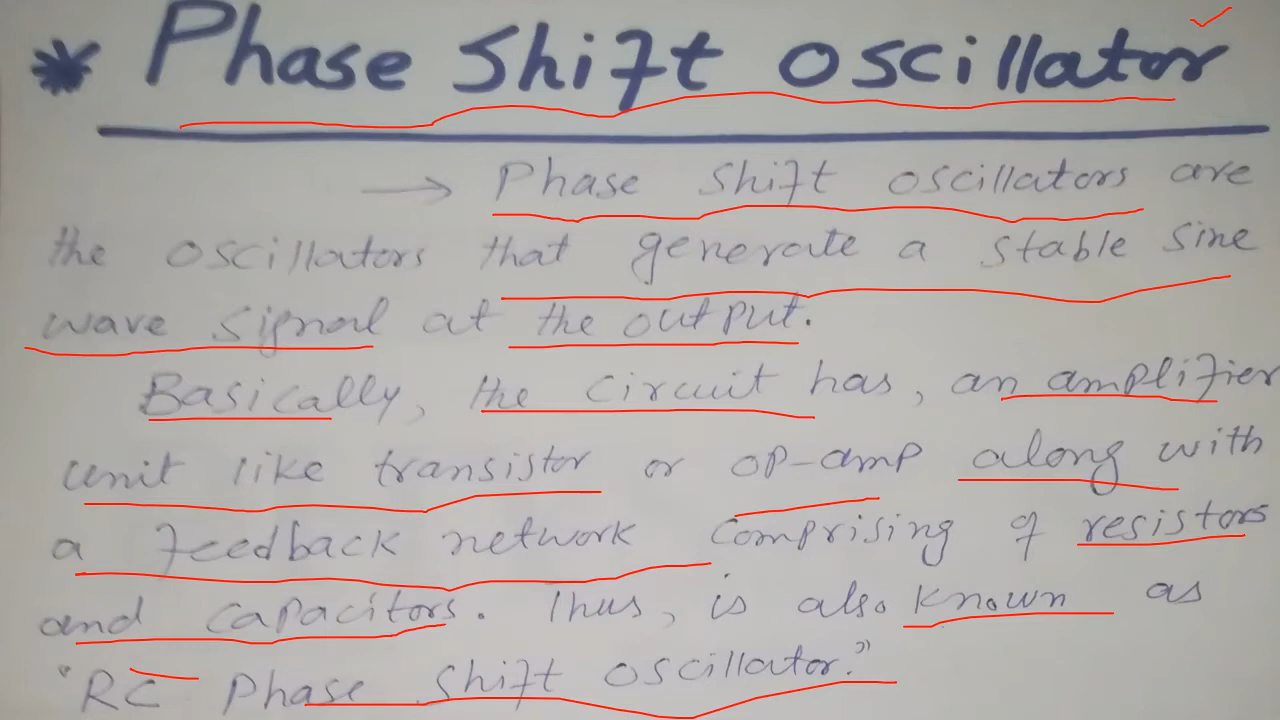 * Phase Shift Oscillator
→ Phase shift oscillators are
the oscillators that generate a stable sine
wave signal at the output.
Basically, the circuit has, an amplifier
unit like transistor or op-amp along with
a feedback network comprising of resistors
and capacitors. Thus, is also known as
"RC Phase shift oscillator."